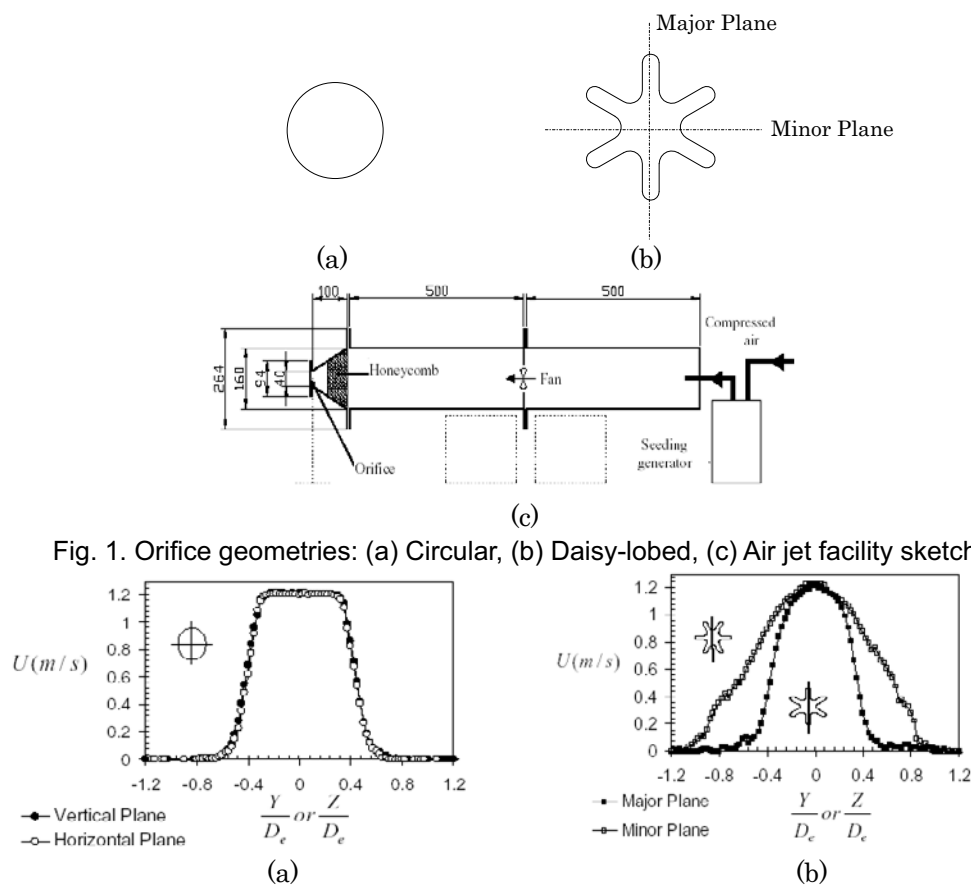 Major Plane
Minor Plane
(a)
(b)
100
500
500
264
160
94
40
Honeycomb
Fan
Orifice
Compressed
air
Seeding
generator
(c)
Fig. 1. Orifice geometries: (a) Circular, (b) Daisy-lobed, (c) Air jet facility sketch
U(m/s)
1.2
1
0.8
0.6
0.4
0.2
0
-1.2 -0.8 -0.4 0 0.4 0.8 1.2
Y/D_e or Z/D_e
Vertical Plane
Horizontal Plane
(a)
U(m/s)
1.2
1
0.8
0.6
0.4
0.2
0
-1.2 -0.8 -0.4 0 0.4 0.8 1.2
Y/D_e or Z/D_e
Major Plane
Minor Plane
(b)